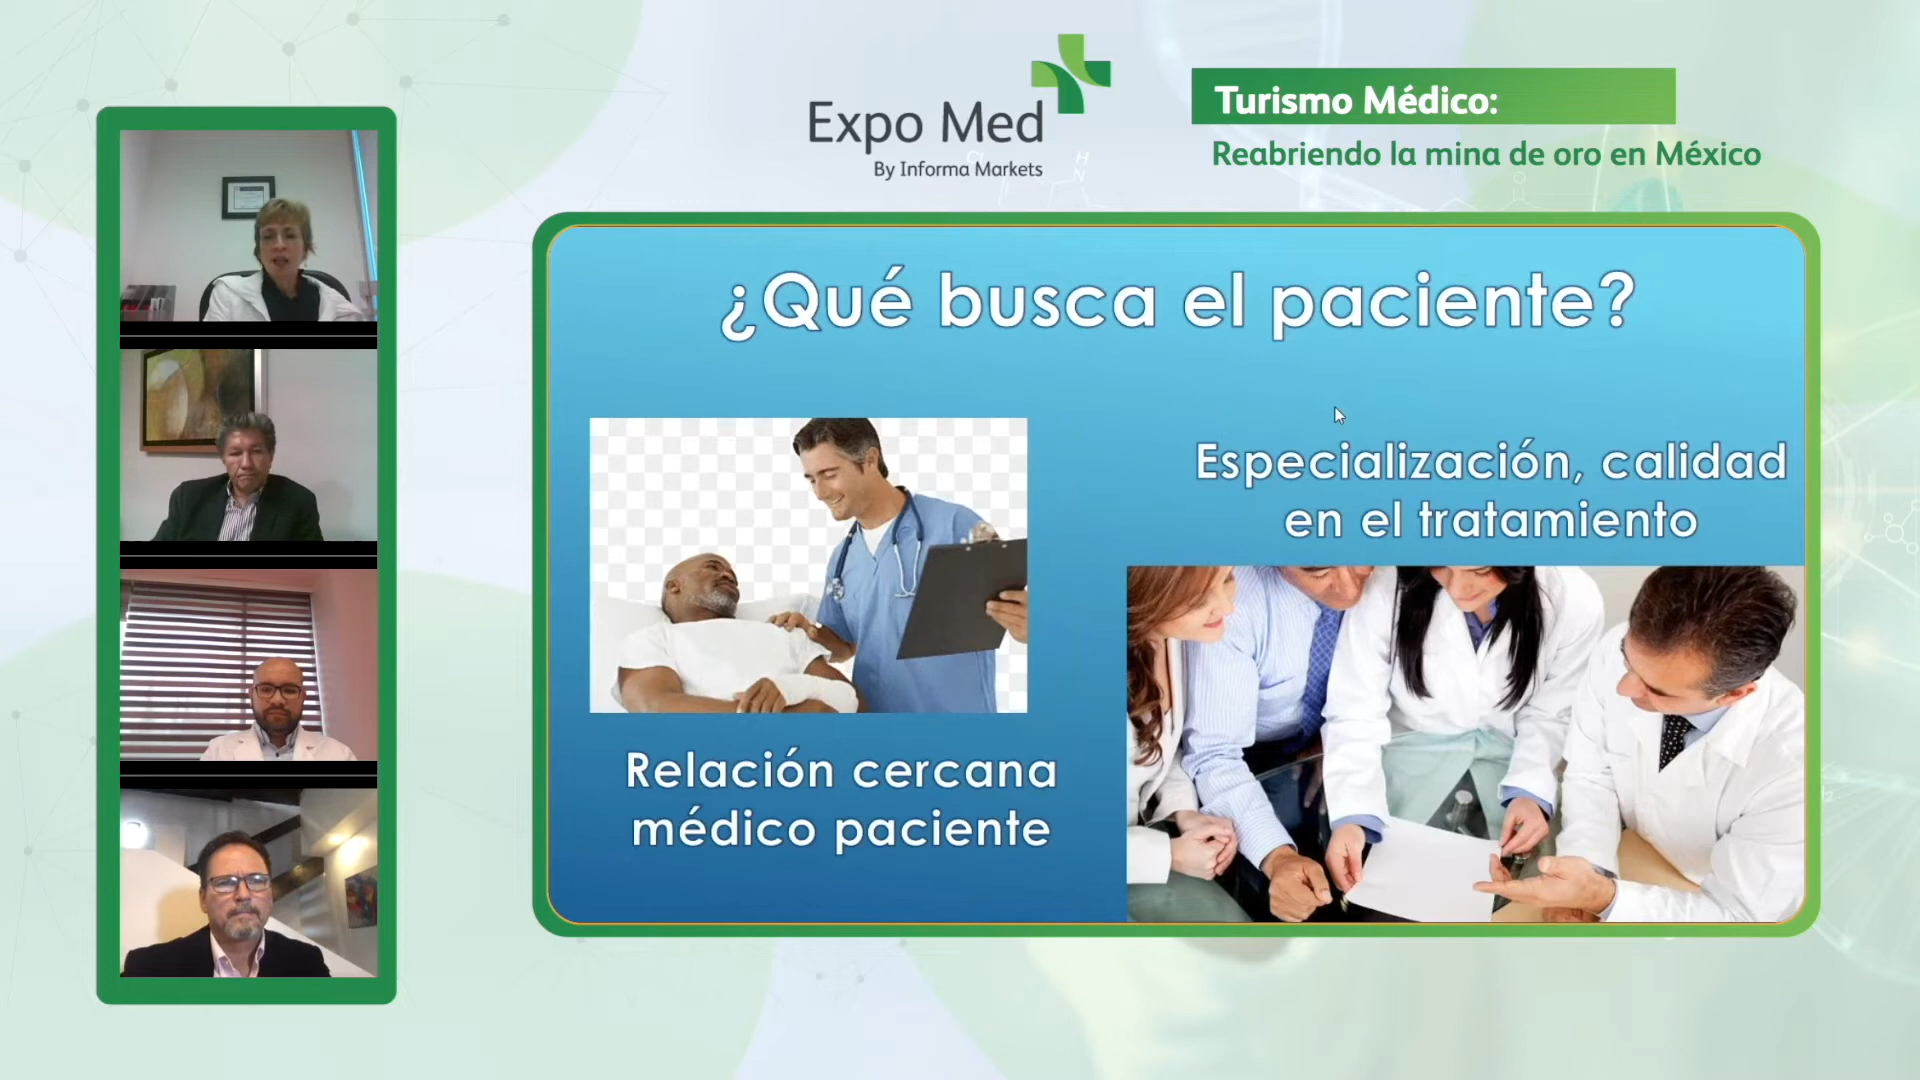 Expo Med
By Informa Markets
Turismo Médico:
Reabriendo la mina de oro en México
¿Qué busca el paciente?
Especialización, calidad
en el tratamiento
Relación cercana
médico paciente